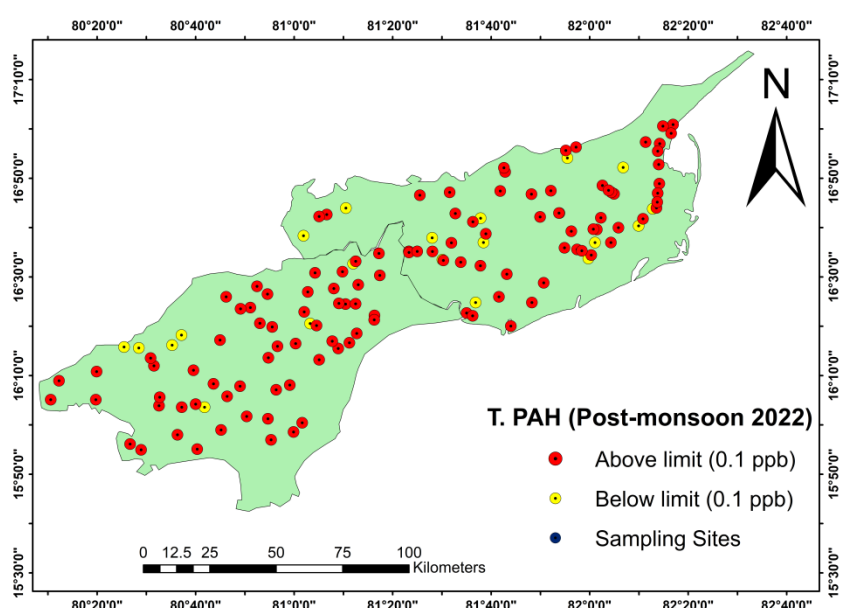 80°20'0" 80°40'0" 81°0'0" 81°20'0" 81°40'0" 82°0'0" 82°20'0" 82°40'0"
17°10'0"
16°50'0"
16°30'0"
16°10'0"
15°50'0"
15°30'0"
N
17°10'0"
16°50'0"
16°30'0"
16°10'0"
15°50'0"
15°30'0"
T. PAH (Post-monsoon 2022)
Above limit (0.1 ppb)
Below limit (0.1 ppb)
Sampling Sites
0 12.5 25 50 75 100
Kilometers
80°20'0" 80°40'0" 81°0'0" 81°20'0" 81°40'0" 82°0'0" 82°20'0" 82°40'0"